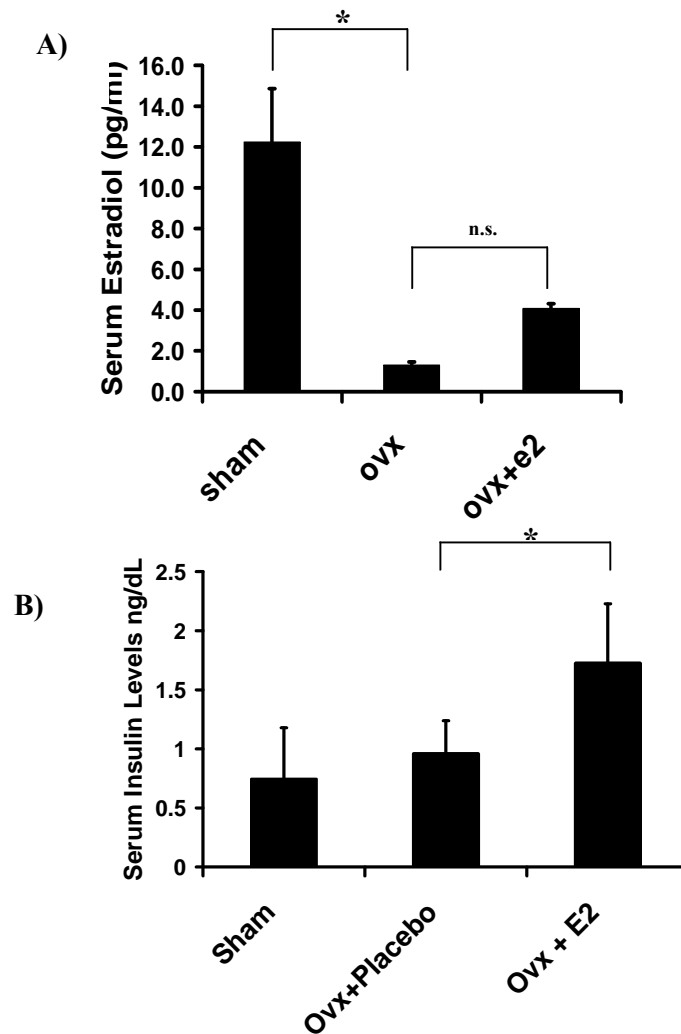 A)
*
n.s.
Serum Estradiol (pg/ml)
16.0
14.0
12.0
10.0
8.0
6.0
4.0
2.0
0.0
sham
ovx
ovx+e2
B)
*
Serum Insulin Levels ng/dL
2.5
2
1.5
1
0.5
0
Sham
Ovx+Placebo
Ovx + E2